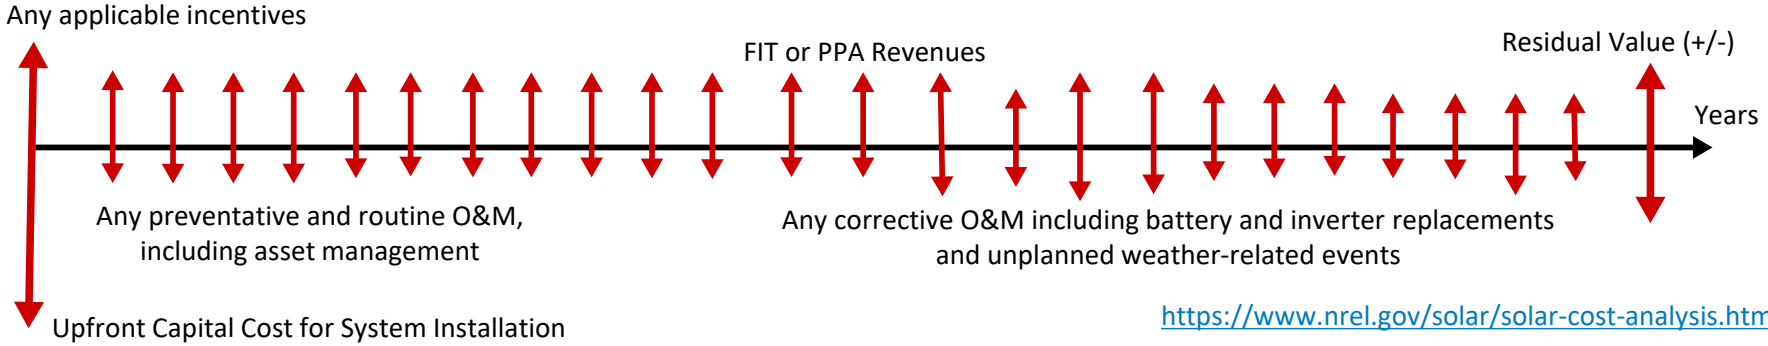 Any applicable incentives
FIT or PPA Revenues
Residual Value (+/-)
Years
Any preventative and routine O&M,
including asset management
Any corrective O&M including battery and inverter replacements
and unplanned weather-related events
Upfront Capital Cost for System Installation
https://www.nrel.gov/solar/solar-cost-analysis.htm